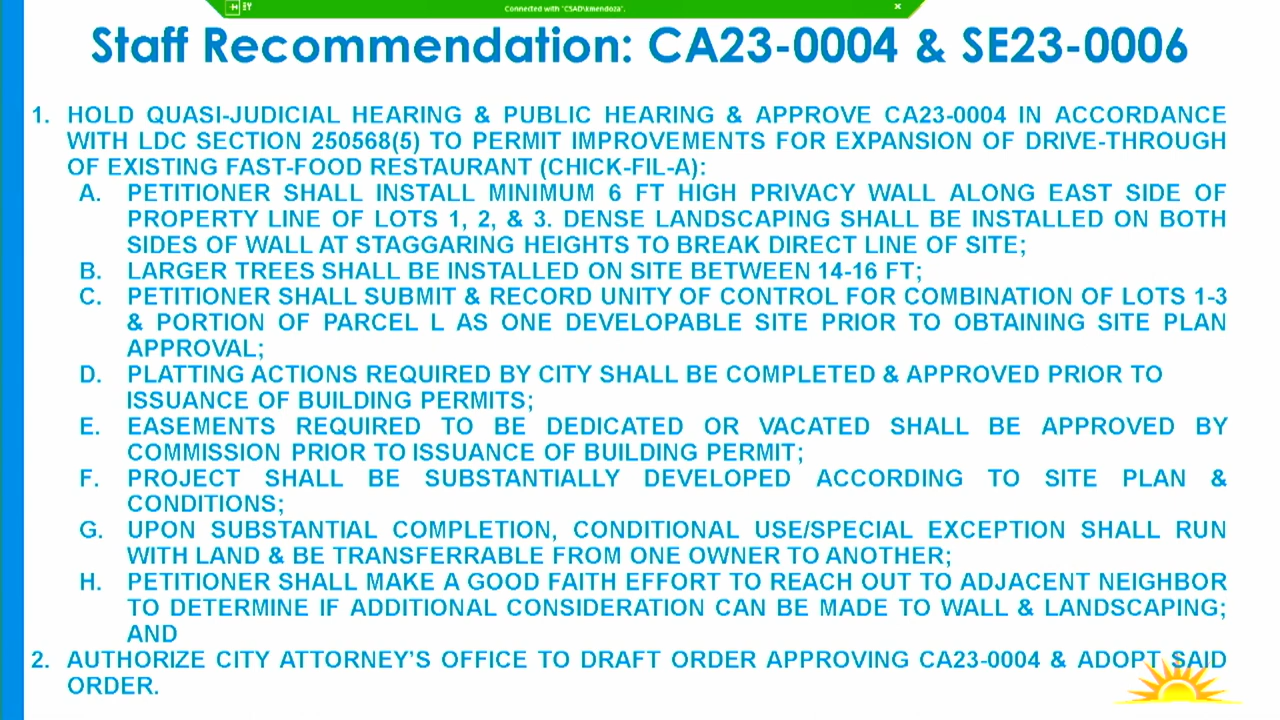 Connected with "CSAD\kmendoza".
Staff Recommendation: CA23-0004 & SE23-0006
1. HOLD QUASI-JUDICIAL HEARING & PUBLIC HEARING & APPROVE CA23-0004 IN ACCORDANCE
WITH LDC SECTION 250568(5) TO PERMIT IMPROVEMENTS FOR EXPANSION OF DRIVE-THROUGH
OF EXISTING FAST-FOOD RESTAURANT (CHICK-FIL-A):
A. PETITIONER SHALL INSTALL MINIMUM 6 FT HIGH PRIVACY WALL ALONG EAST SIDE OF
PROPERTY LINE OF LOTS 1, 2, & 3. DENSE LANDSCAPING SHALL BE INSTALLED ON BOTH
SIDES OF WALL AT STAGGARING HEIGHTS TO BREAK DIRECT LINE OF SITE;
B. LARGER TREES SHALL BE INSTALLED ON SITE BETWEEN 14-16 FT;
C. PETITIONER SHALL SUBMIT & RECORD UNITY OF CONTROL FOR COMBINATION OF LOTS 1-3
& PORTION OF PARCEL L AS ONE DEVELOPABLE SITE PRIOR TO OBTAINING SITE PLAN
APPROVAL;
D. PLATTING ACTIONS REQUIRED BY CITY SHALL BE COMPLETED & APPROVED PRIOR TO
ISSUANCE OF BUILDING PERMITS;
E. EASEMENTS REQUIRED TO BE DEDICATED OR VACATED SHALL BE APPROVED BY
COMMISSION PRIOR TO ISSUANCE OF BUILDING PERMIT;
F. PROJECT SHALL BE SUBSTANTIALLY DEVELOPED ACCORDING TO SITE PLAN &
CONDITIONS;
G. UPON SUBSTANTIAL COMPLETION, CONDITIONAL USE/SPECIAL EXCEPTION SHALL RUN
WITH LAND & BE TRANSFERRABLE FROM ONE OWNER TO ANOTHER;
H. PETITIONER SHALL MAKE A GOOD FAITH EFFORT TO REACH OUT TO ADJACENT NEIGHBOR
TO DETERMINE IF ADDITIONAL CONSIDERATION CAN BE MADE TO WALL & LANDSCAPING;
AND
2. AUTHORIZE CITY ATTORNEY'S OFFICE TO DRAFT ORDER APPROVING CA23-0004 & ADOPT SAID
ORDER.